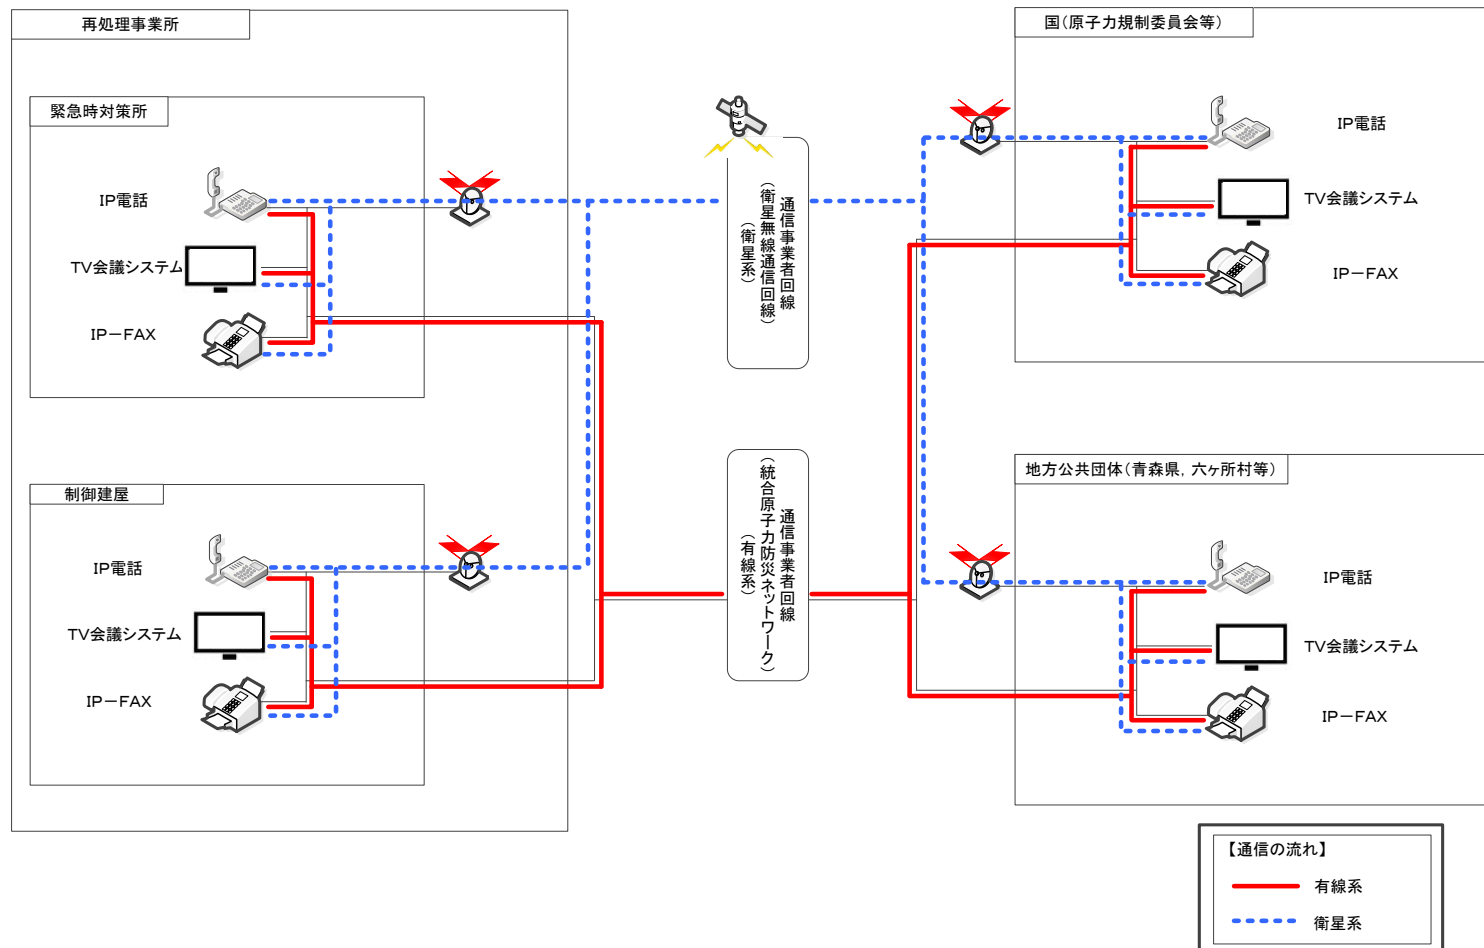 再処理事業所
緊急時対策所
IP電話
TV会議システム
IP－FAX
制御建屋
IP電話
TV会議システム
IP－FAX
通信事業者回線
（衛星無線通信回線）
（衛星系）
通信事業者回線
（統合原子力防災ネットワーク）
（有線系）
国（原子力規制委員会等）
IP電話
TV会議システム
IP－FAX
地方公共団体（青森県，六ヶ所村等）
IP電話
TV会議システム
IP－FAX
【通信の流れ】
有線系
衛星系